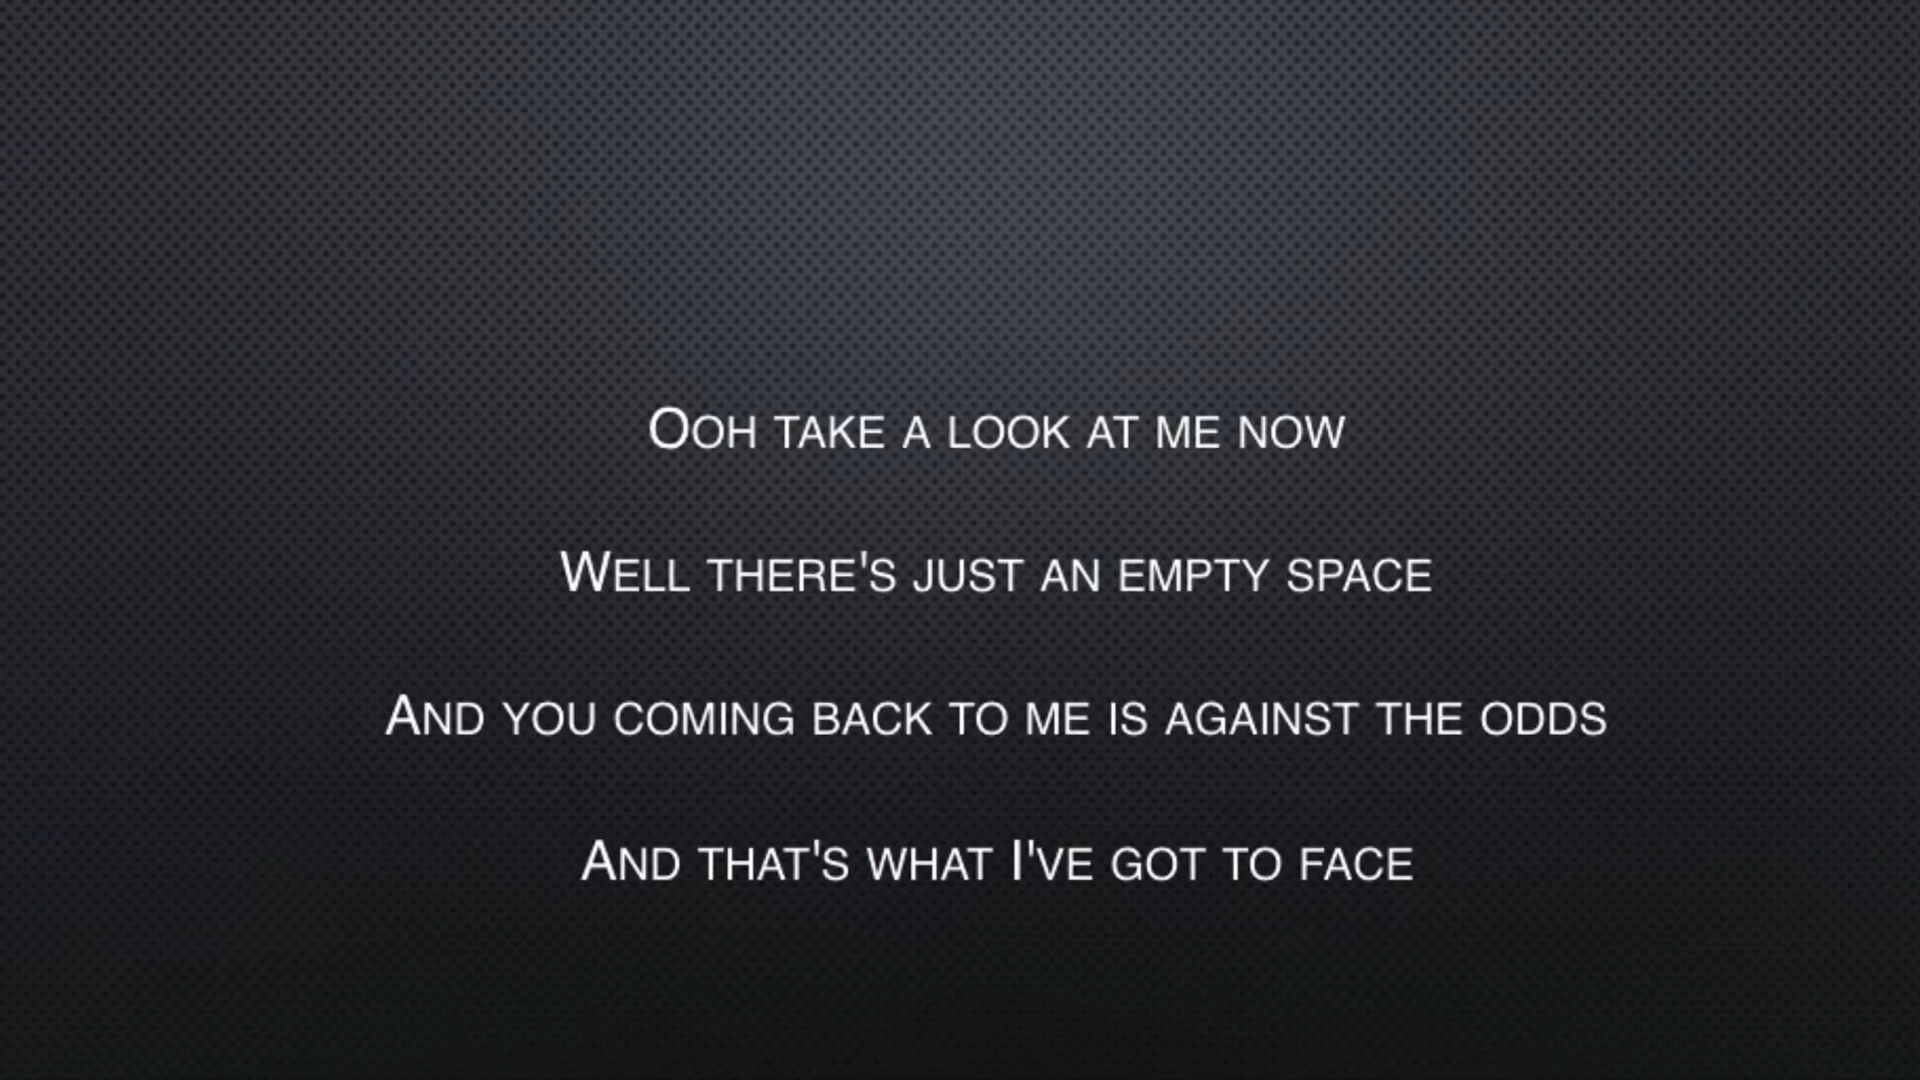 Ooh take a look at me now
Well there's just an empty space
And you coming back to me is against the odds
And that's what I've got to face